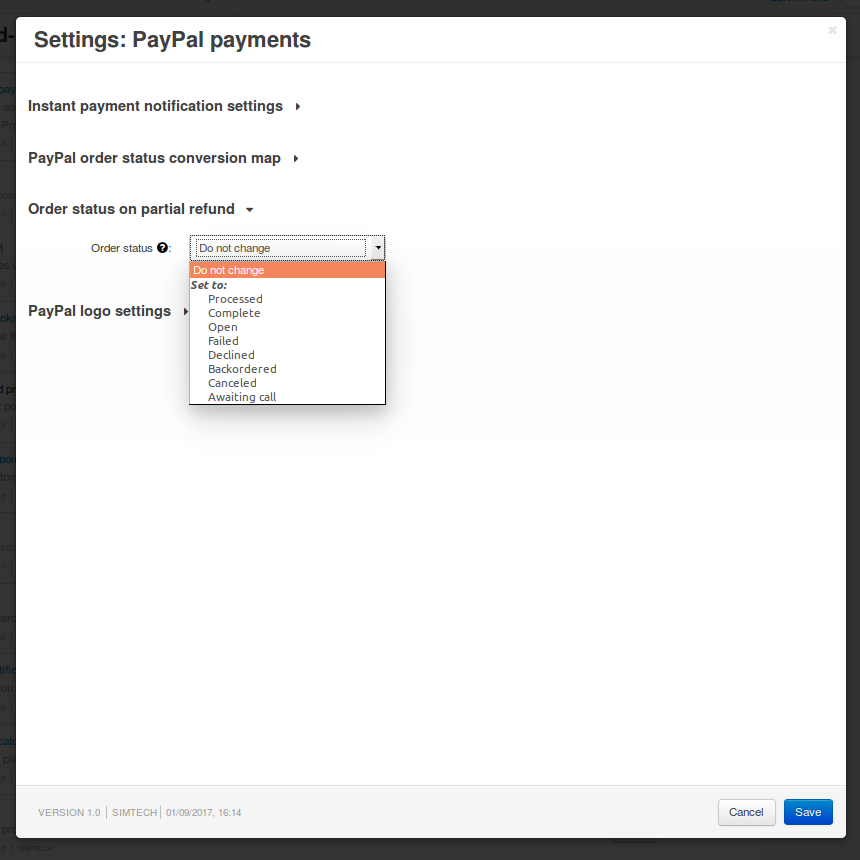 Settings: PayPal payments
×
Instant payment notification settings
PayPal order status conversion map
Order status on partial refund
Order status ?: Do not change
Do not change
Set to:
Processed
Complete
Open
Failed
Declined
Backordered
Canceled
Awaiting call
PayPal logo settings
VERSION 1.0 | SIMTECH | 01/09/2017, 16:14
Cancel
Save
SIMTECH